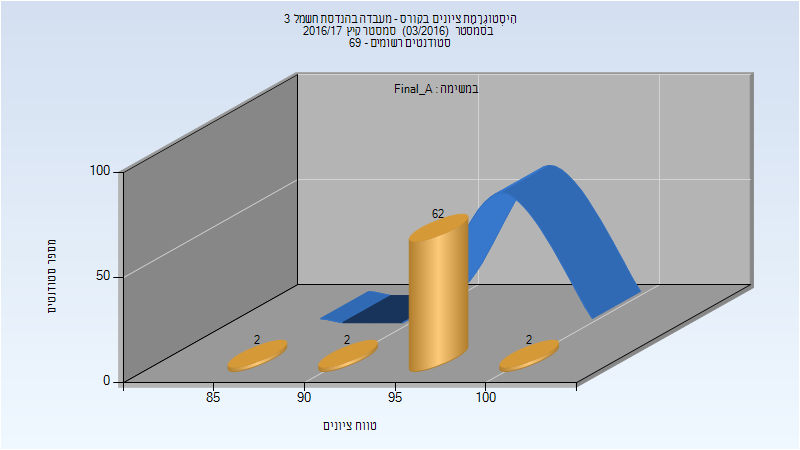 היסטוגרמת ציונים בקורס - מעבדה בהנדסת חשמל 3
בסמסטר (03/2016) סמסטר קיץ 2016/17
סטודנטים רשומים - 69
במשימה : Final_A
100
50
0
מספר סטודנטים
62
2
2
2
85
90
95
100
טווח ציונים